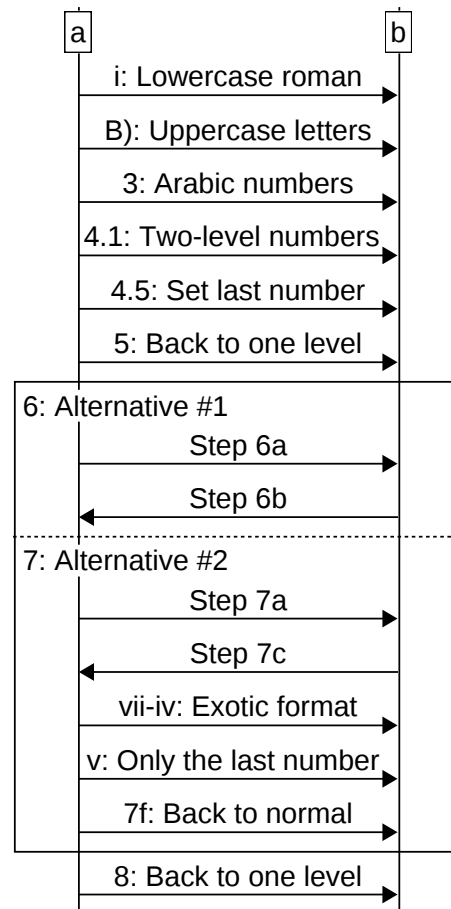 a b
i: Lowercase roman
B): Uppercase letters
3: Arabic numbers
4.1: Two-level numbers
4.5: Set last number
5: Back to one level
6: Alternative #1
Step 6a
Step 6b
7: Alternative #2
Step 7a
Step 7c
vii-iv: Exotic format
v: Only the last number
7f: Back to normal
8: Back to one level